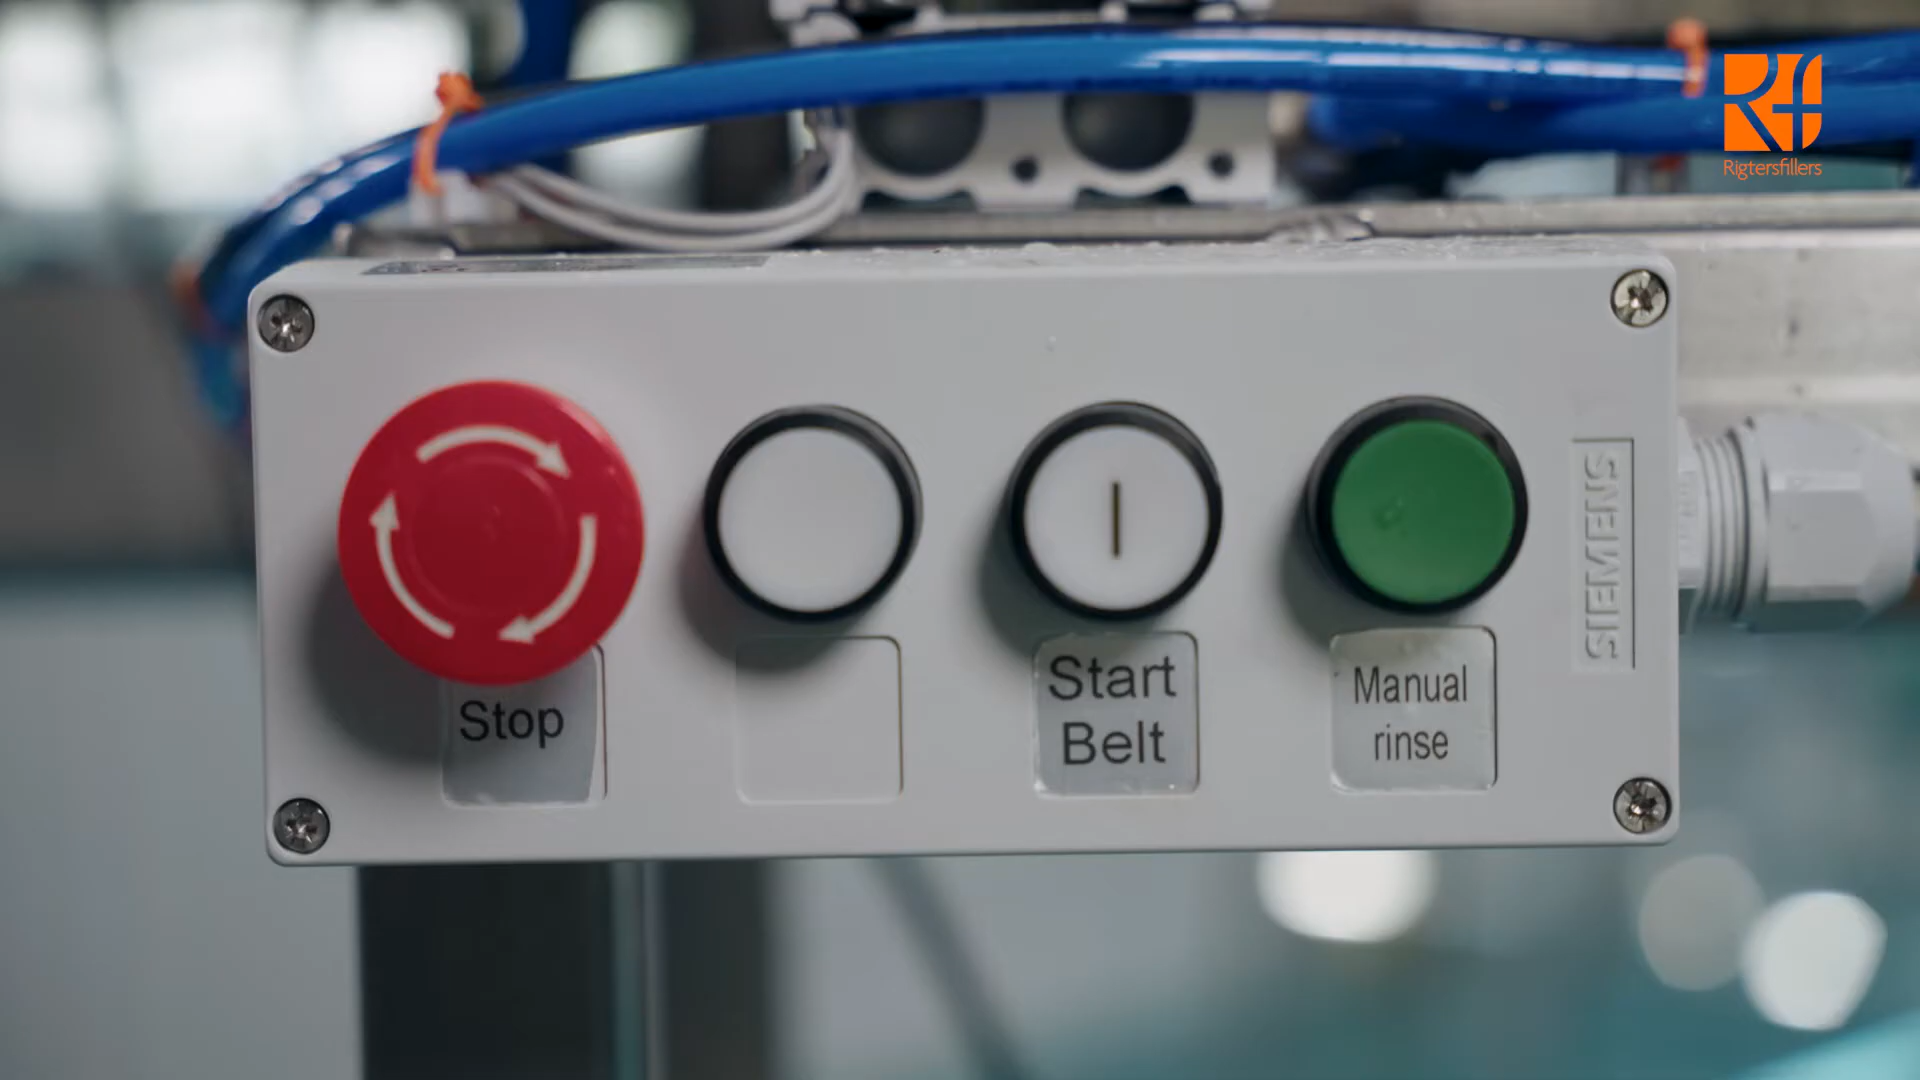 Rigtersfillers
Stop
Start
Belt
Manual
rinse
SIEMENS